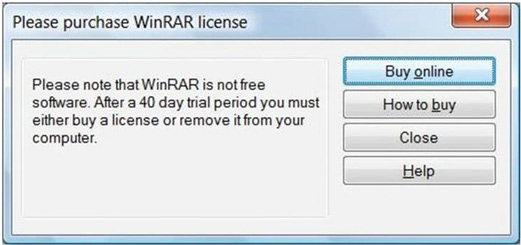 Please purchase WinRAR license
Please note that WinRAR is not free
software. After a 40 day trial period you must
either buy a license or remove it from your
computer.
Buy online
How to buy
Close
Help